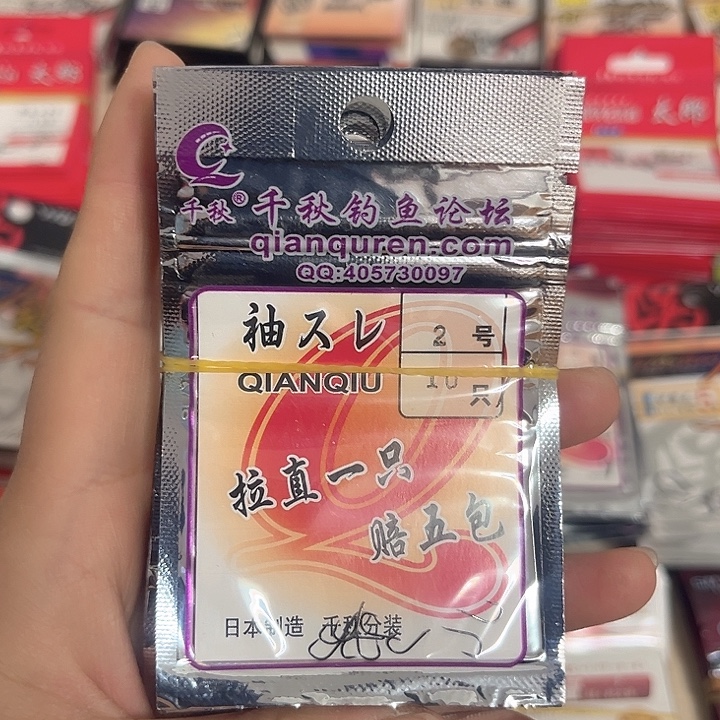 千秋® 千秋钓鱼论坛
qianquren.com
QQ:405730097
袖スレ
2 号
QIANQIU
10 只
拉直一只
赔五包
日本制造 千秋分装